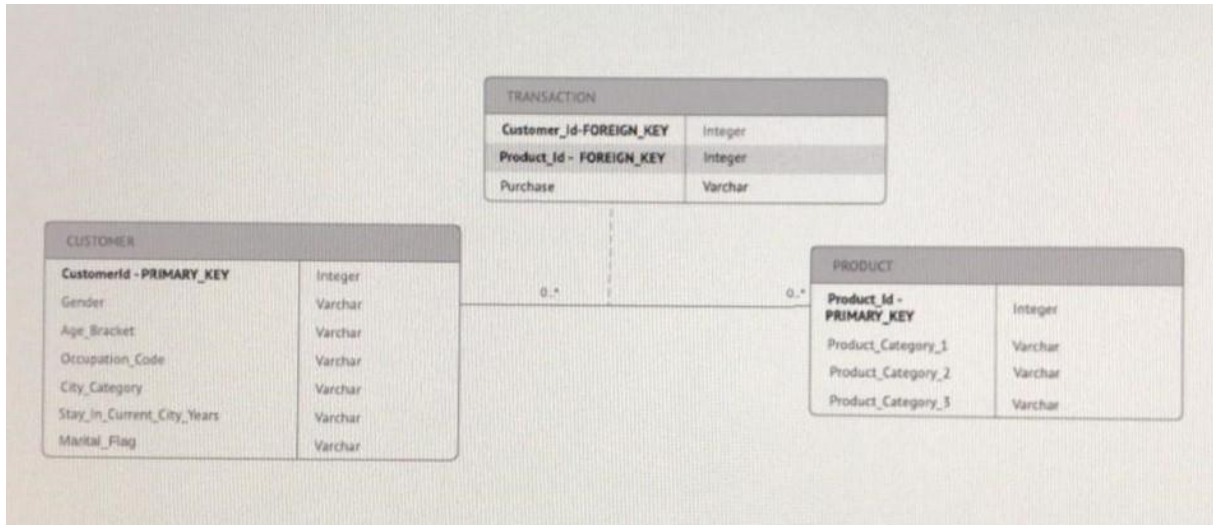 TRANSACTION
Customer_Id-FOREIGN_KEY Integer
Product_Id - FOREIGN_KEY Integer
Purchase Varchar
CUSTOMER
CustomerId - PRIMARY_KEY Integer
Gender Varchar
Age_Bracket Varchar
Occupation_Code Varchar
City_Category Varchar
Stay_In_Current_City_Years Varchar
Marital_Flag Varchar
0..*
0..*
PRODUCT
Product_Id -
PRIMARY_KEY Integer
Product_Category_1 Varchar
Product_Category_2 Varchar
Product_Category_3 Varchar